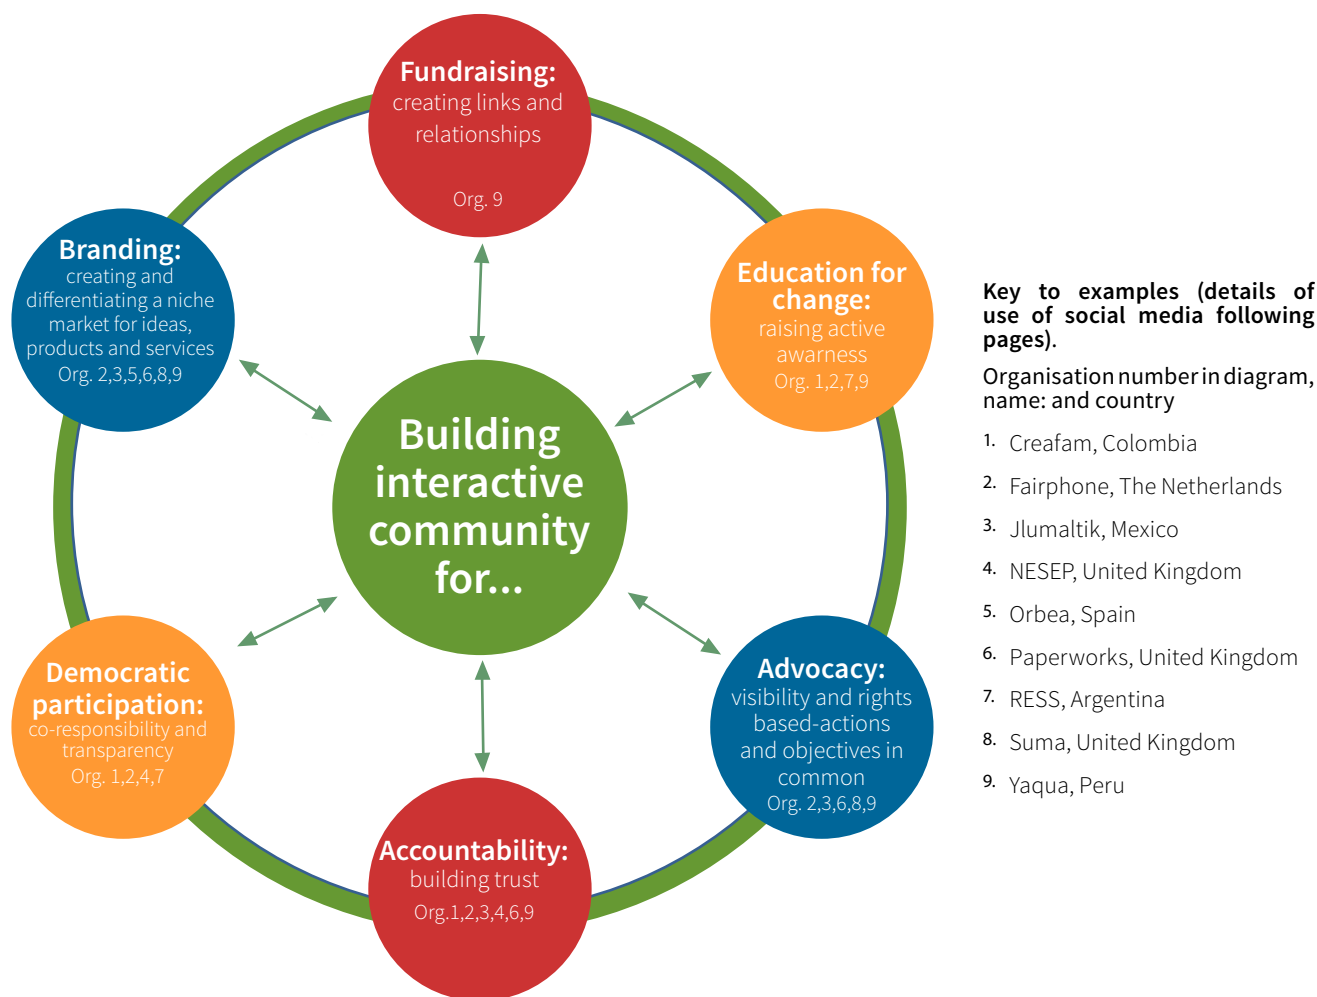 Fundraising:
creating links and
relationships
Org. 9
Branding:
creating and
differentiating a niche
market for ideas,
products and services
Org. 2,3,5,6,8,9
Education for
change:
raising active
awarness
Org. 1,2,7,9
Building
interactive
community
for...
Democratic
participation:
co-responsibility and
transparency
Org. 1,2,4,7
Advocacy:
visibility and rights
based-actions
and objectives in
common
Org. 2,3,6,8,9
Accountability:
building trust
Org.1,2,3,4,6,9
Key to examples (details of
use of social media following
pages).
Organisation number in diagram,
name: and country
1. Creafam, Colombia
2. Fairphone, The Netherlands
3. Jlumaltik, Mexico
4. NESEP, United Kingdom
5. Orbea, Spain
6. Paperworks, United Kingdom
7. RESS, Argentina
8. Suma, United Kingdom
9. Yaqua, Peru